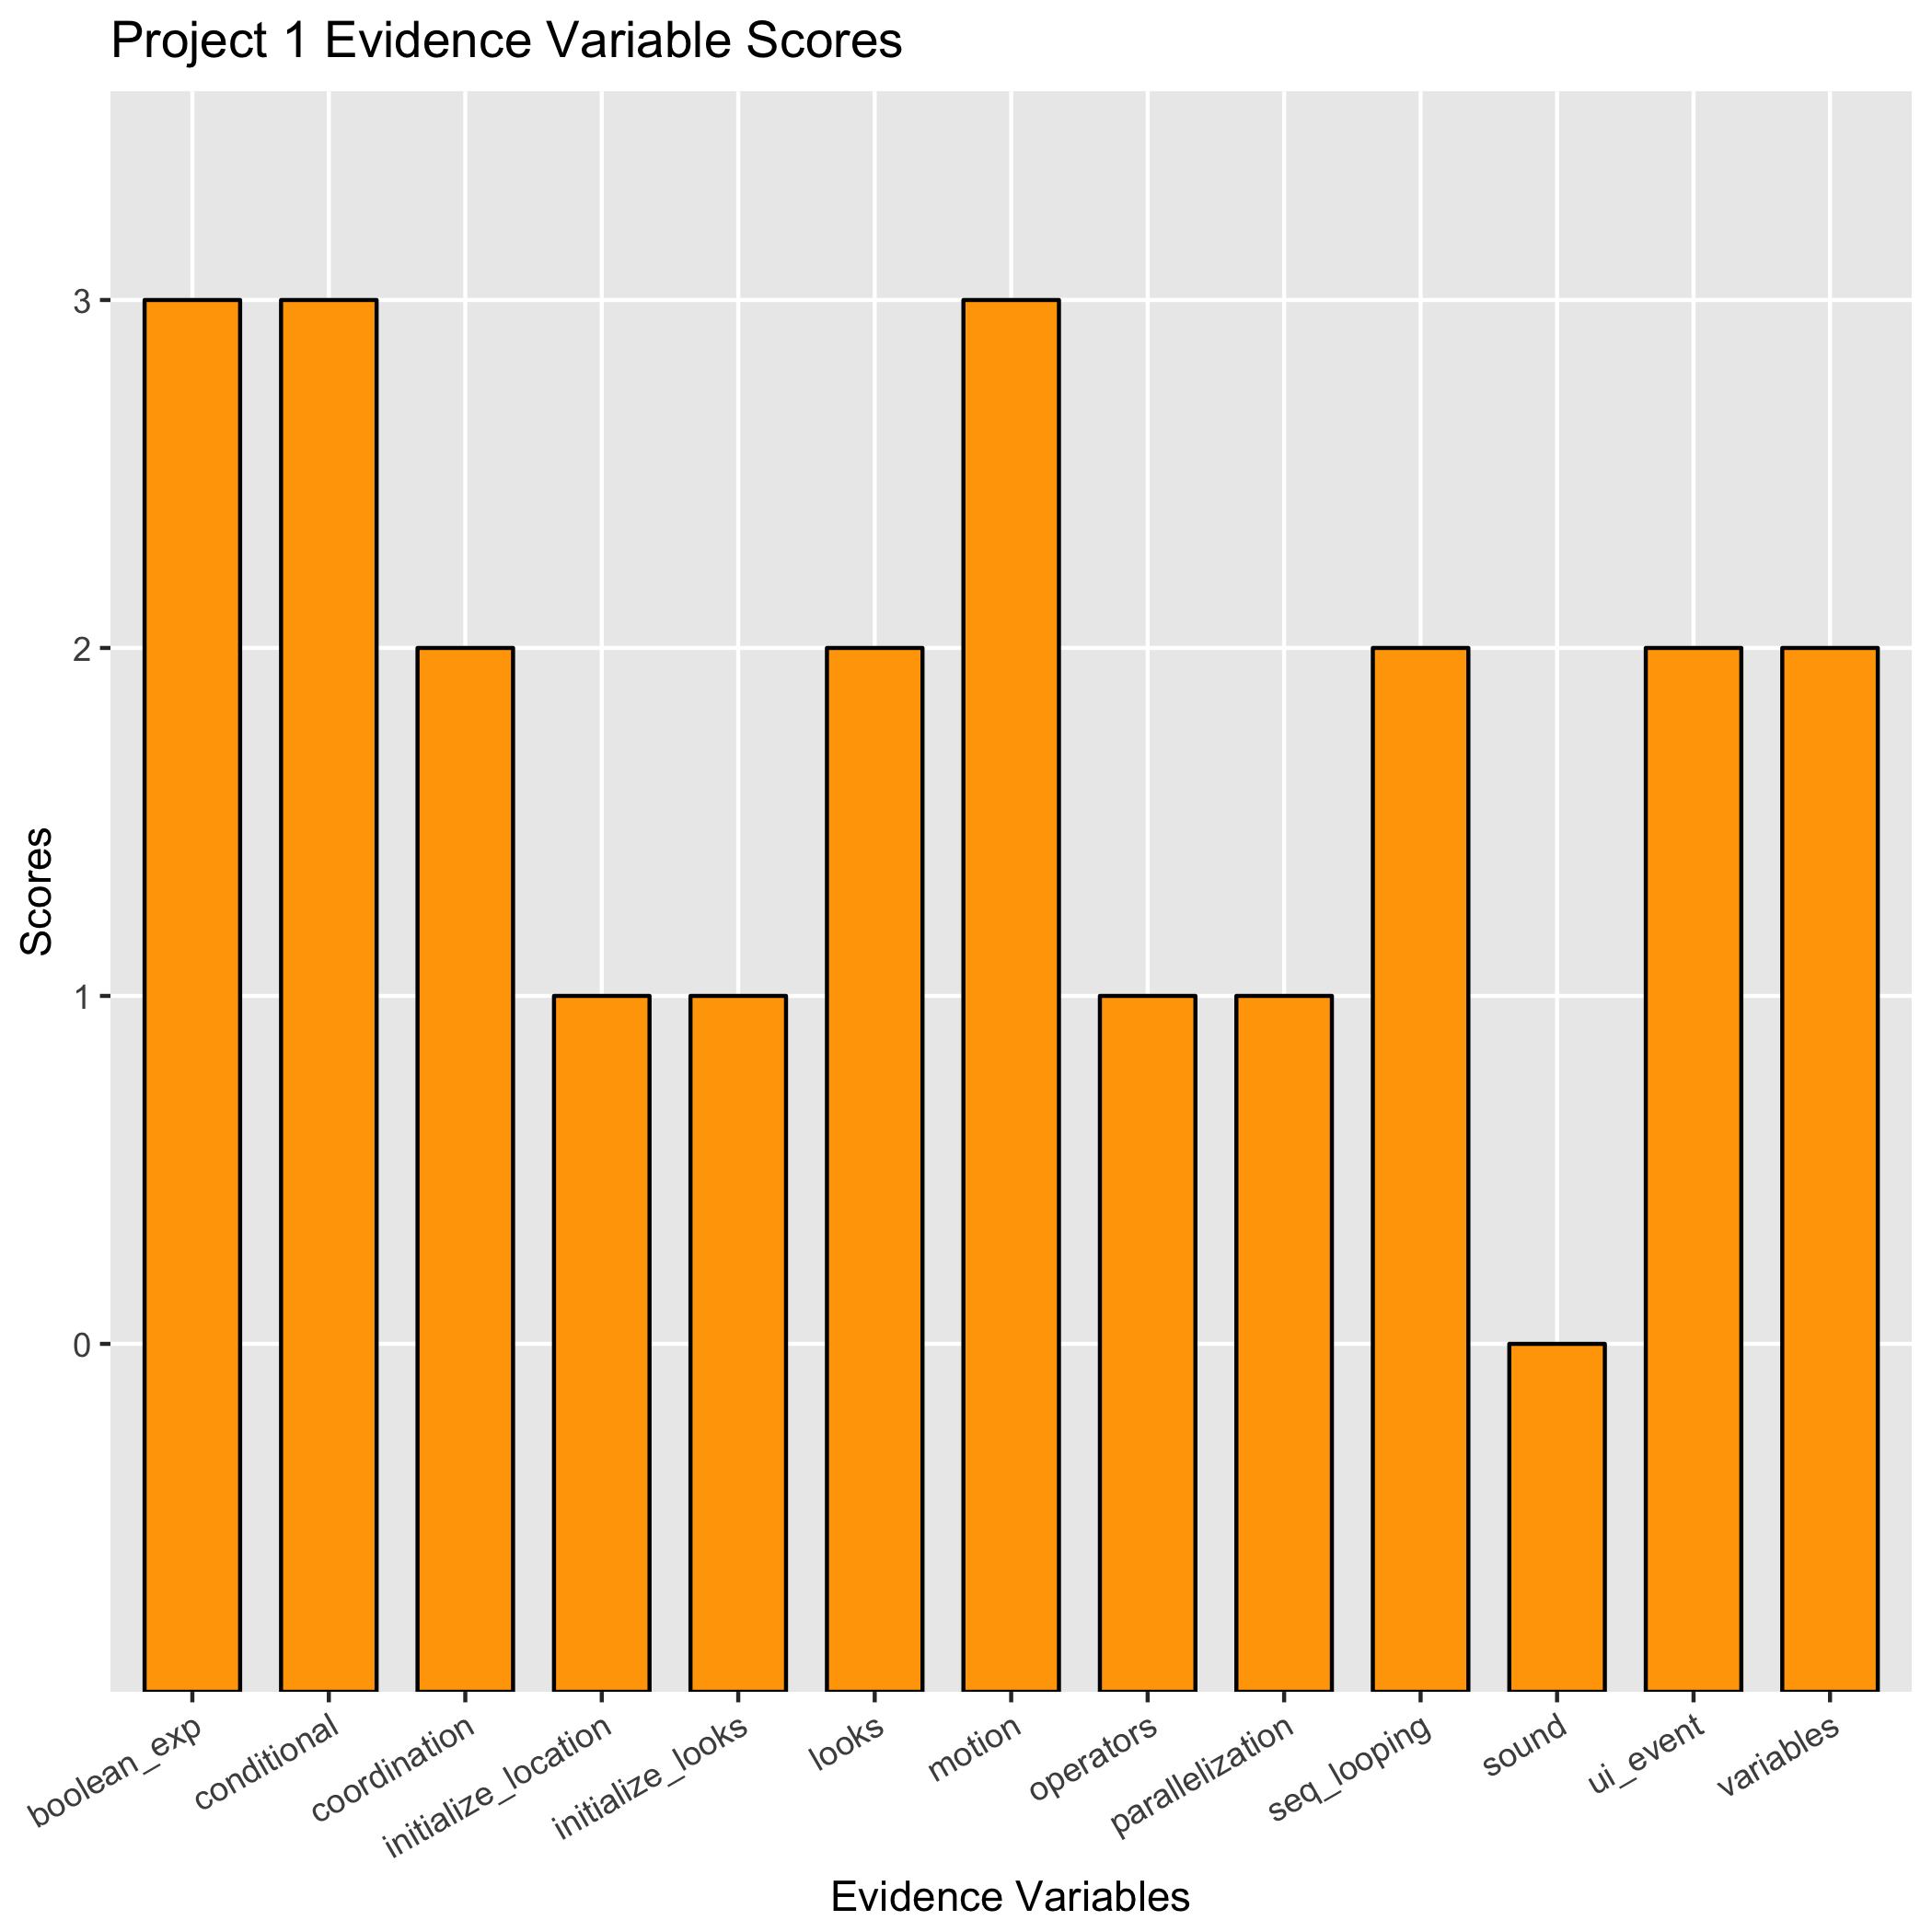 Project 1 Evidence Variable Scores
Scores
3
2
1
0
boolean_exp
conditional
coordination
initialize_location
initialize_looks
looks
motion
operators
parallelization
seq_looping
sound
ui_event
variables
Evidence Variables